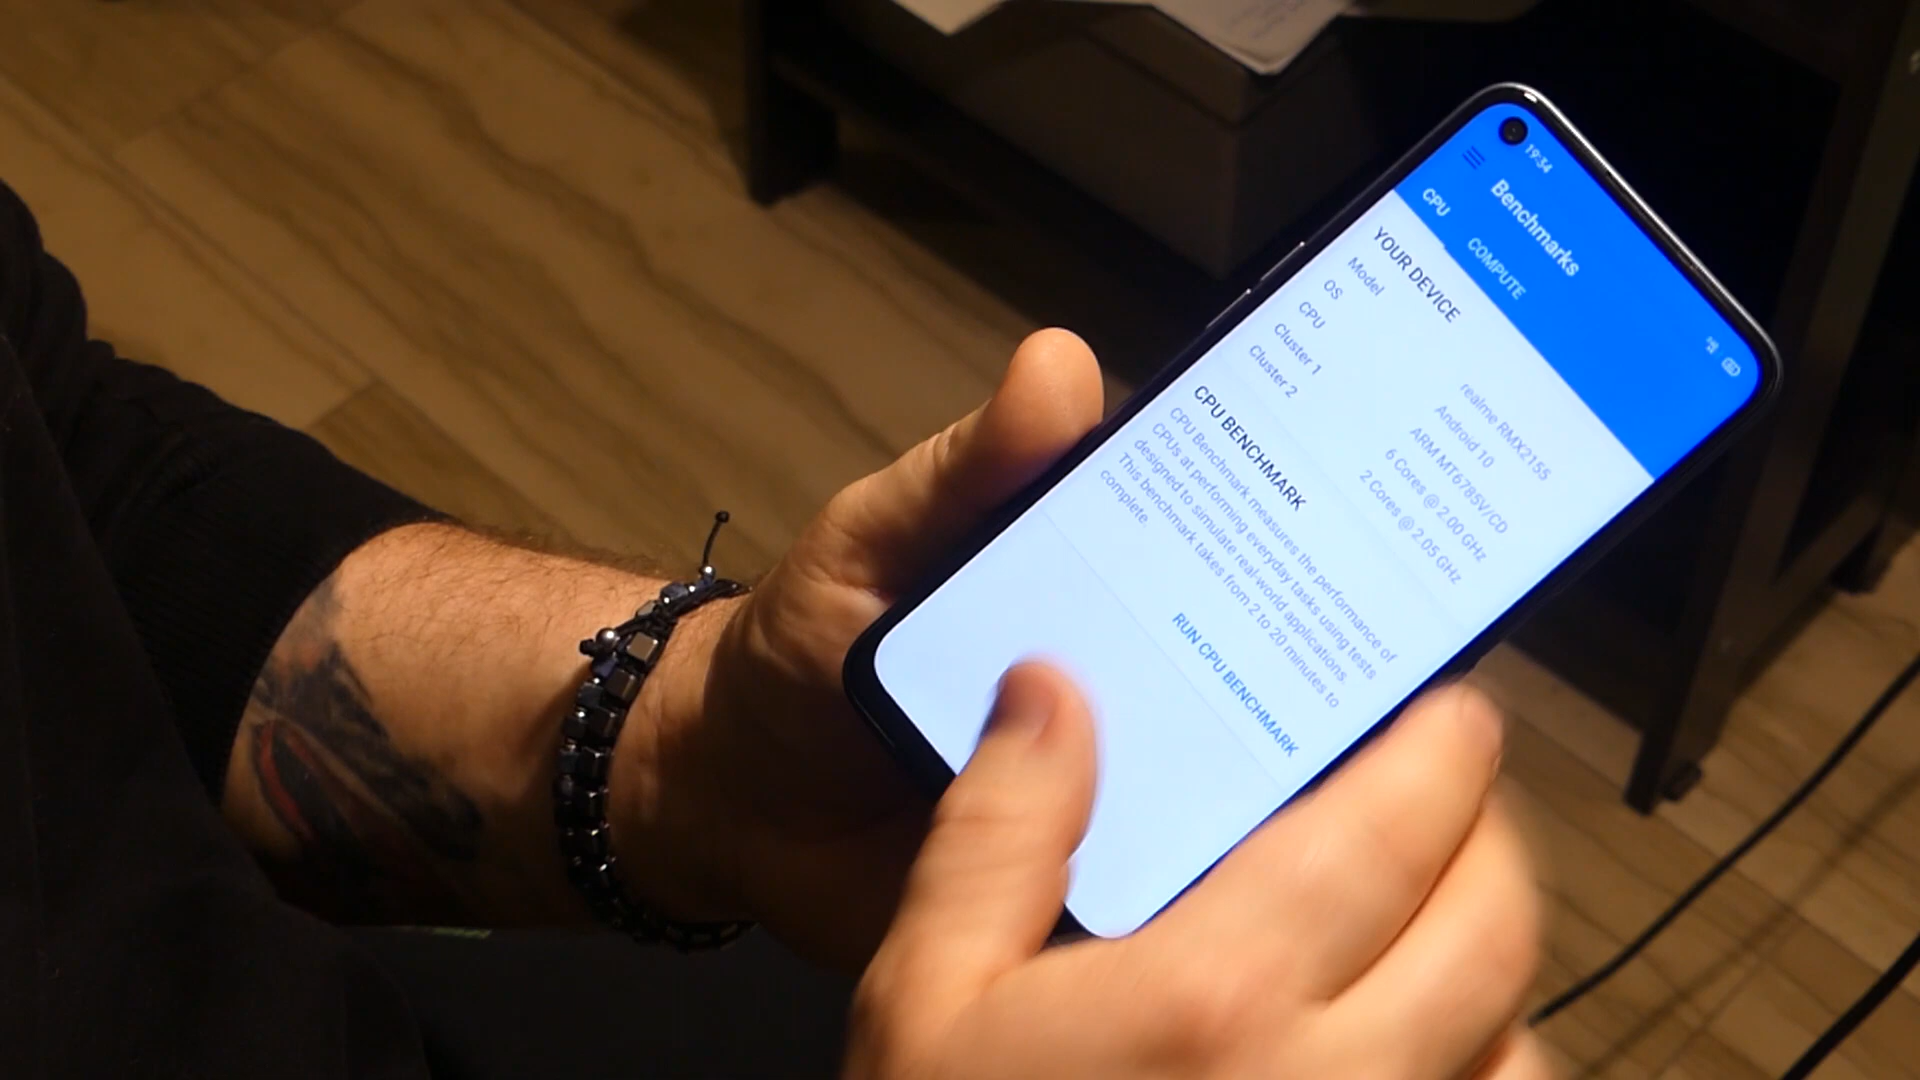 19:34
Benchmarks
CPU COMPUTE
YOUR DEVICE
Model realme RMX2155
OS Android 10
CPU ARM MT6785V/CD
Cluster 1 6 Cores @ 2.00 GHz
Cluster 2 2 Cores @ 2.05 GHz
CPU BENCHMARK
CPU Benchmark measures the performance of
CPUs at performing everyday tasks using tests
designed to simulate real-world applications.
This benchmark takes from 2 to 20 minutes to
complete.
RUN CPU BENCHMARK